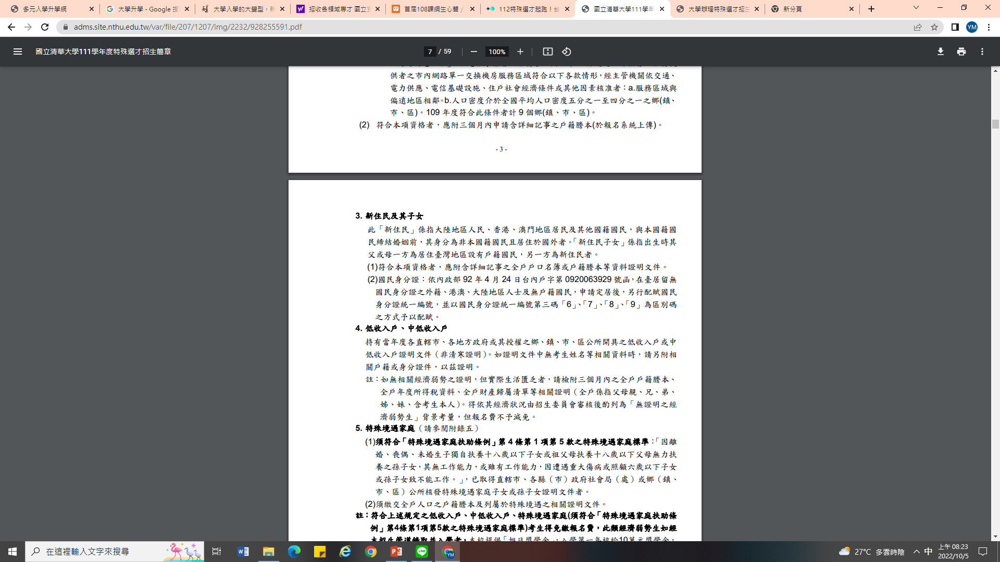 多元入學升學網
大學升學 - Google 搜
大學入學的大變型，新
招收各領域專才 國立
首屆108課綱生心聲 /
112特殊選才起跑！台
國立清華大學111學年
大學辦理特殊選才招生
新分頁
adms.site.nthu.edu.tw/var/file/207/1207/img/2232/928255591.pdf
YM
國立清華大學111學年度特殊選才招生簡章
7 / 59
100%
供者之市內網路單一交換機房服務區域符合以下各款情形，經主管機關依交通、
電力供應、電信基礎設施、住戶社會經濟條件或其他因素核准者：a.服務區域與
偏遠地區相鄰。b.人口密度介於全國平均人口密度五分之一至四分之一之鄉(鎮、
市、區)。109 年度符合此條件者計 9 個鄉(鎮、市、區)。
(2) 符合本項資格者，應附三個月內申請含詳細記事之戶籍謄本(於報名系統上傳)。
- 3 -
3. 新住民及其子女
此「新住民」係指大陸地區人民、香港、澳門地區居民及其他國籍國民，與本國籍國
民締結婚姻前，其身分為非本國籍國民且居住於國外者。「新住民子女」係指出生時其
父或母一方為居住臺灣地區設有戶籍國民，另一方為新住民者。
(1)符合本項資格者，應附含詳細記事之全戶戶口名簿或戶籍謄本等資料證明文件。
(2)國民身分證：依內政部 92 年 4 月 24 日台內戶字第 0920063929 號函，在臺居留無
國民身分證之外籍、港澳、大陸地區人士及無戶籍國民，申請定居後，另行配賦國民
身分證統一編號，並以國民身分證統一編號第三碼「6」、「7」、「8」、「9」為區別碼
之方式予以配賦。
4. 低收入戶、中低收入戶
持有當年度各直轄市、各地方政府或其授權之鄉、鎮、市、區公所開具之低收入戶或中
低收入戶證明文件（非清寒證明）。如證明文件中無考生姓名等相關資料時，請另附相
關戶籍或身分證件，以茲證明。
註：如無相關經濟弱勢之證明，但實際生活匱乏者，請檢附三個月內之全戶戶籍謄本、
全戶年度所得稅資料、全戶財產歸屬清單等相關證明（全戶係指父母親、兄、弟、
姊、妹、含考生本人）。得依其經濟狀況由招生委員會審核後酌列為「無證明之經
濟弱勢生」背景考量，但報名費不予減免。
5. 特殊境遇家庭（請參閱附錄五）
(1)須符合「特殊境遇家庭扶助條例」第 4 條第 1 項第 5 款之特殊境遇家庭標準：「因離
婚、喪偶、未婚生子獨自扶養十八歲以下子女或祖父母扶養十八歲以下父母無力扶
養之孫子女，其無工作能力，或雖有工作能力，因遭遇重大傷病或照顧六歲以下子女
或孫子女致不能工作。」，已取得直轄市、各縣（市）政府社會局（處）或鄉（鎮、
市、區）公所核發特殊境遇家庭子女或孫子女證明文件者。
(2)須繳交全戶人口之戶籍謄本及列屬於特殊境遇之相關證明文件。
註：符合上述規定之低收入戶、中低收入戶、特殊境遇家庭(須符合「特殊境遇家庭扶助條
例」第4條第1項第5款之特殊境遇家庭標準)考生得免繳報名費，此類經濟弱勢生如經
本招生管道錄取並入學者，本校提供「旭日獎學金」，入學第一年核給10萬元獎學金，
在這裡輸入文字來搜尋
YM
27°C 多雲時陰
中
上午 08:23
2022/10/5